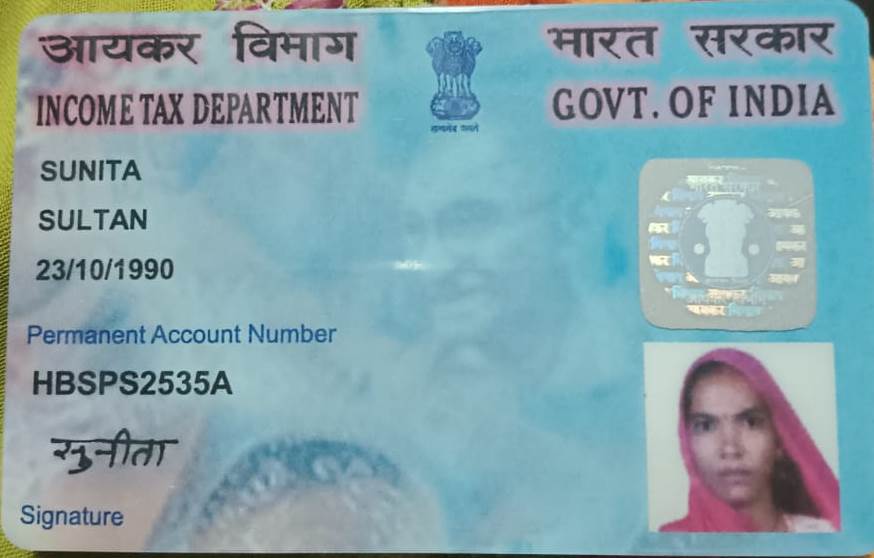 आयकर विभाग
भारत सरकार
INCOME TAX DEPARTMENT
GOVT. OF INDIA
सत्यमेव जयते
SUNITA
SULTAN
23/10/1990
Permanent Account Number
HBSPS2535A
सुनीता
Signature